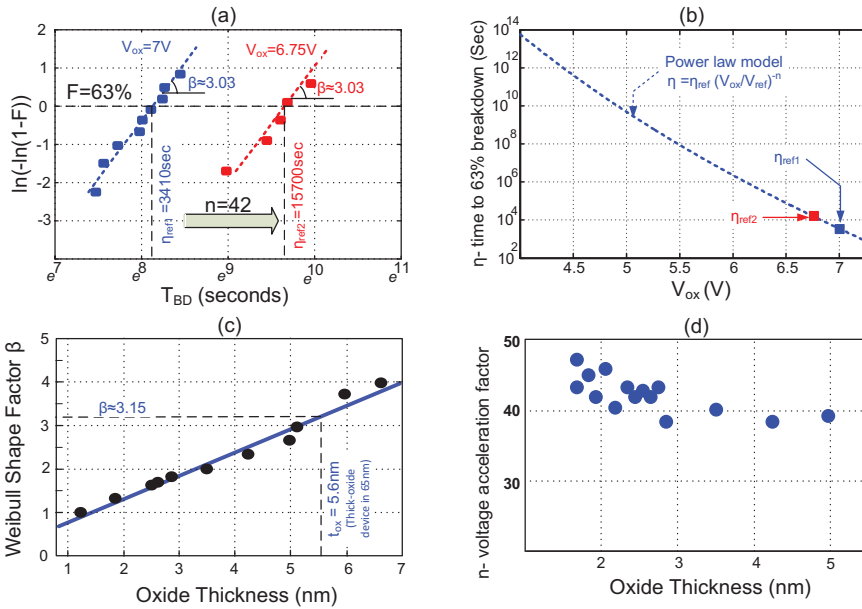 (a)
ln(-ln(1-F))
2
1
0
-1
-2
-3
V_ox=7V
V_ox=6.75V
F=63%
β≈3.03
β≈3.03
η_ref1 =3410sec
n=42
η_ref2 =15700sec
e^7
e^8
e^9
e^10
e^11
T_BD (seconds)
(b)
η- time to 63% breakdown (Sec)
10^14
10^12
10^10
10^8
10^6
10^4
10^2
Power law model
η =η_ref (V_ox/V_ref)^-n
η_ref1
η_ref2
4.5
5
5.5
6
6.5
7
V_ox (V)
(c)
Weibull Shape Factor β
5
4
3
2
1
0
β≈3.15
t_ox = 5.6nm
(Thick-oxide
device in 65nm)
1
2
3
4
5
6
7
Oxide Thickness (nm)
(d)
n- voltage acceleration factor
50
40
30
2
3
4
5
Oxide Thickness (nm)